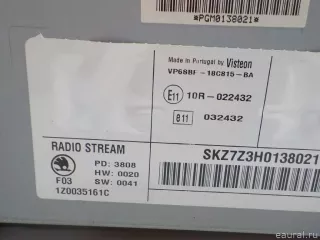 *PGM0138021*
Made in Portugal by Visteon
VP6SBF-18C815-BA
E11 10R-022432
e11 032432
RADIO STREAM
PD: 3808
HW: 0020
F03 SW: 0041
1Z0035161C
SKZ7Z3H0138021
eaural.ru